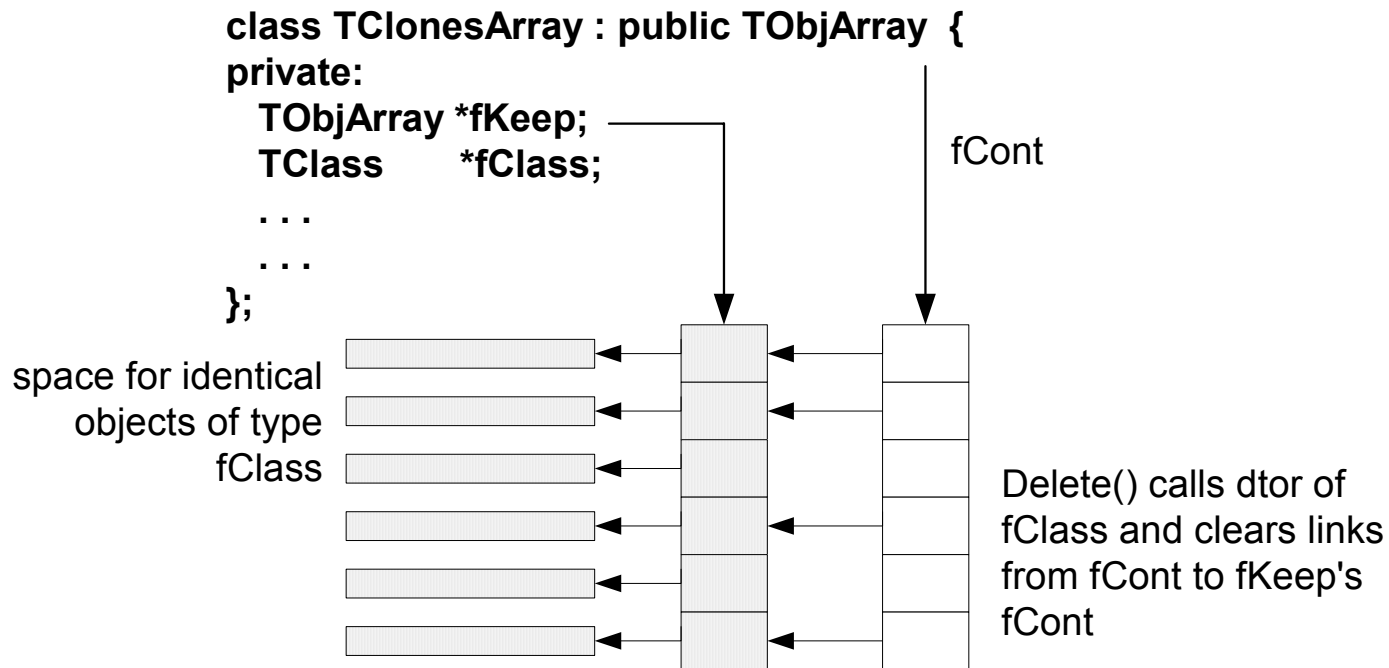 class TClonesArray : public TObjArray  {
private:
TObjArray *fKeep;
TClass *fClass;
. . .
. . .
};
fCont
space for identical
objects of type
fClass
Delete() calls dtor of
fClass and clears links
from fCont to fKeep's
fCont